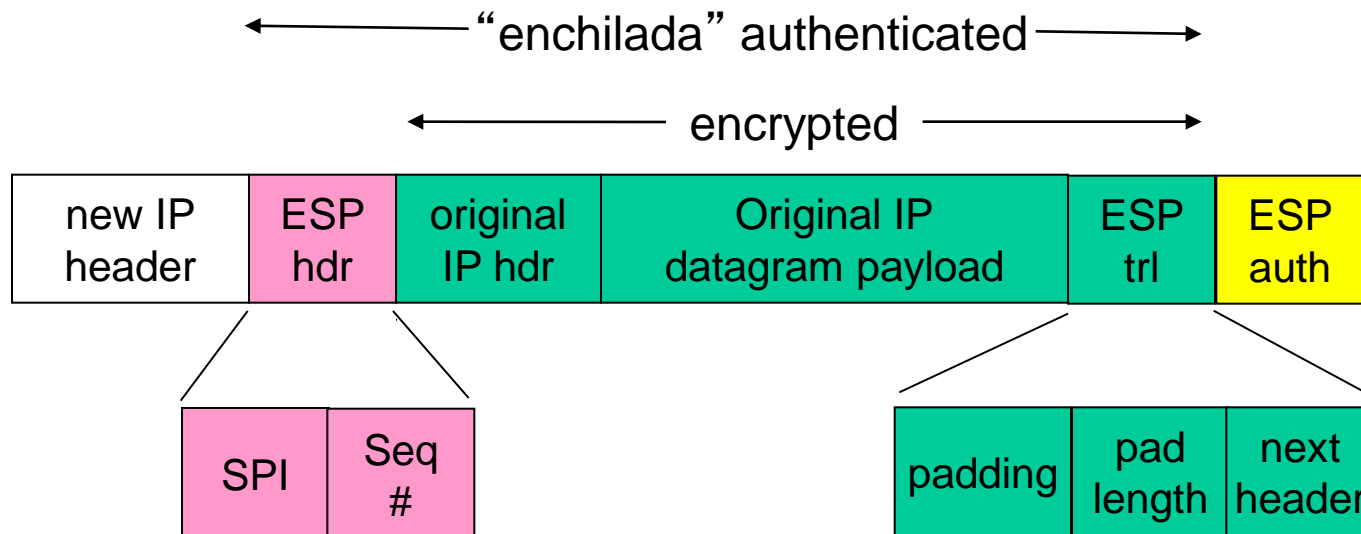 “enchilada” authenticated
encrypted
new IP
header
ESP
hdr
original
IP hdr
Original IP
datagram payload
ESP
trl
ESP
auth
SPI
Seq
#
padding
pad
length
next
header